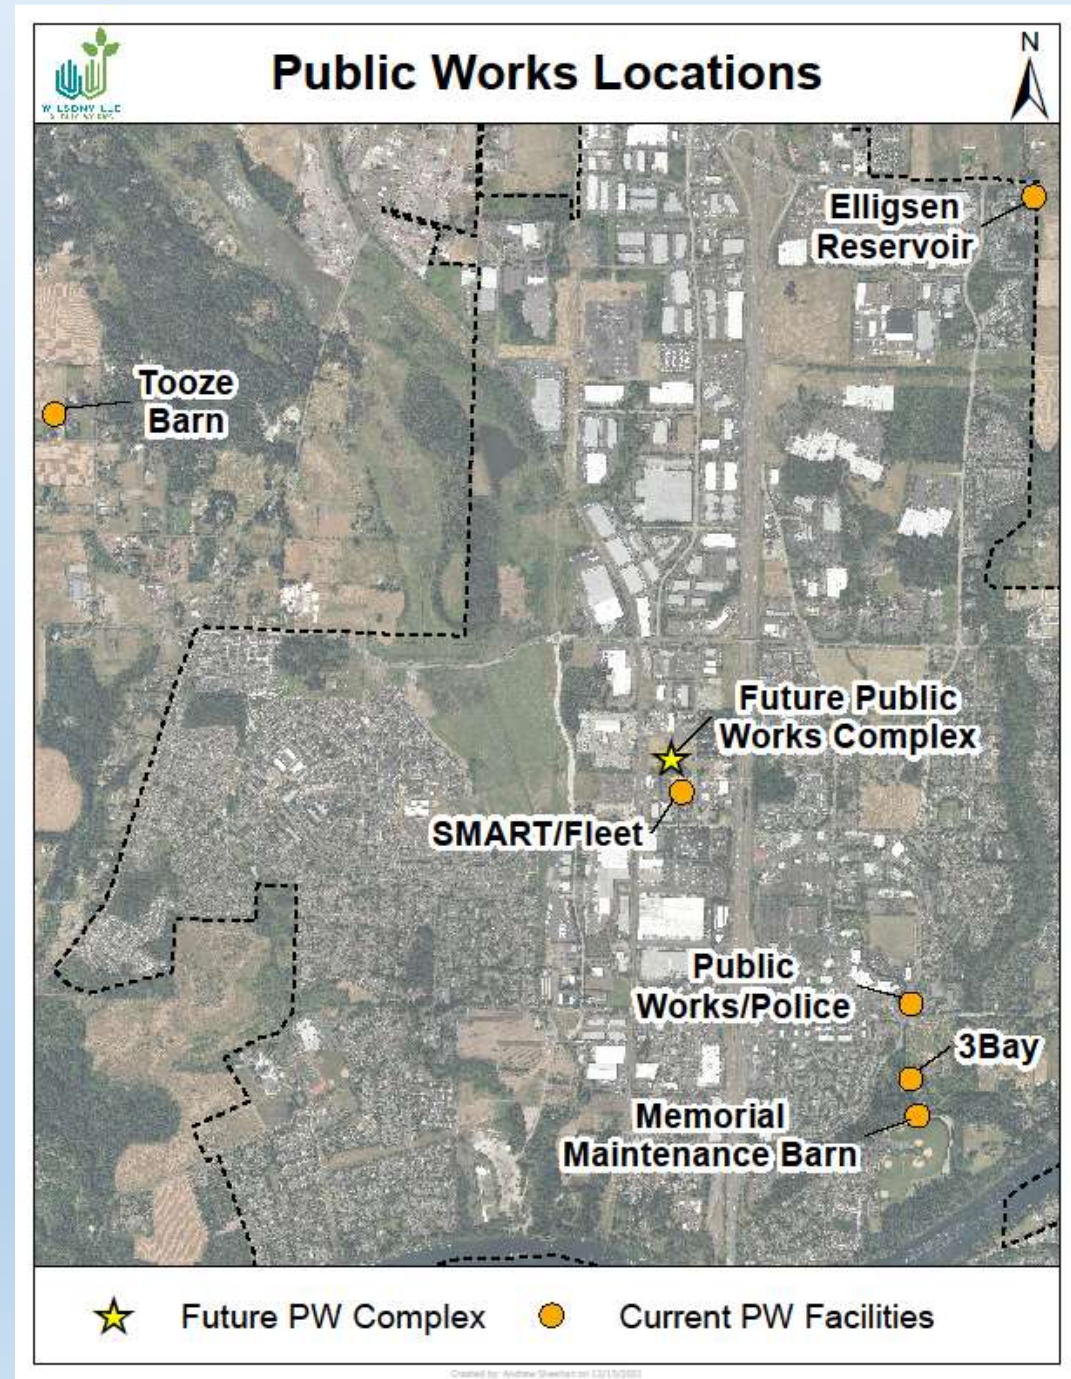 Public Works Locations
N
WILSONVILLE
Elligsen
Reservoir
Tooze
Barn
Future Public
Works Complex
SMART/Fleet
Public
Works/Police
3Bay
Memorial
Maintenance Barn
Future PW Complex
Current PW Facilities